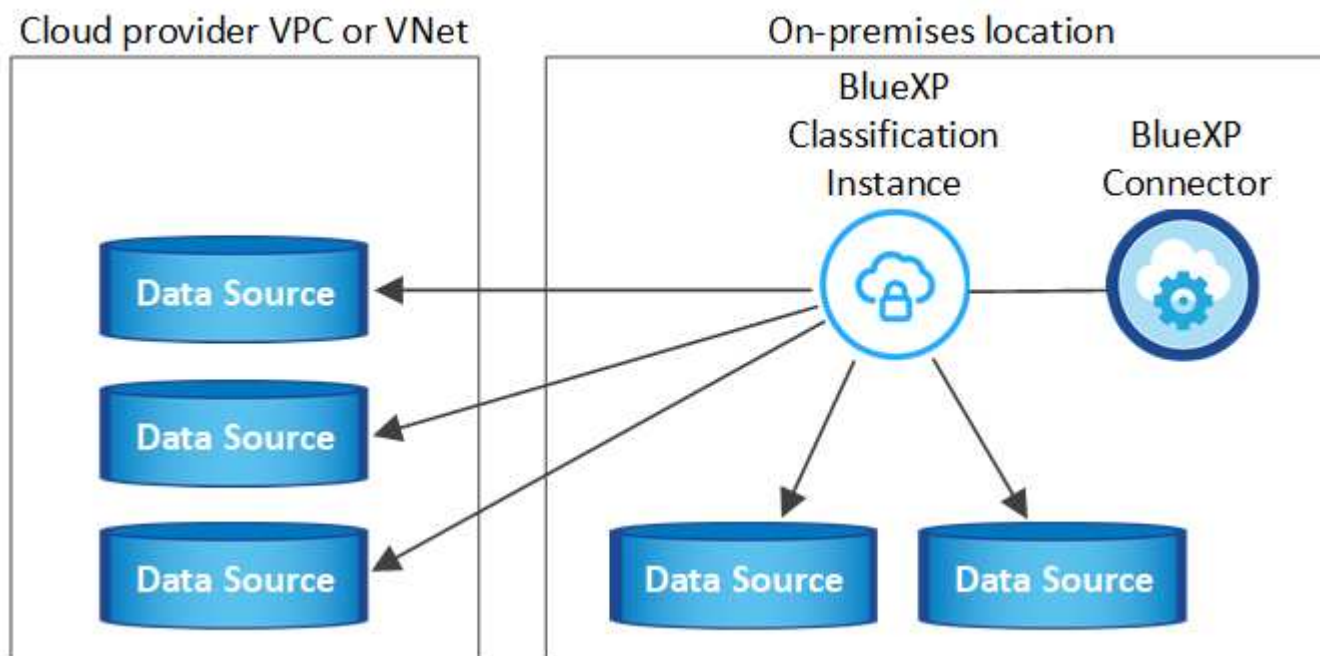 Cloud provider VPC or VNet
On-premises location
BlueXP
Classification
Instance
BlueXP
Connector
Data Source
Data Source
Data Source
Data Source
Data Source